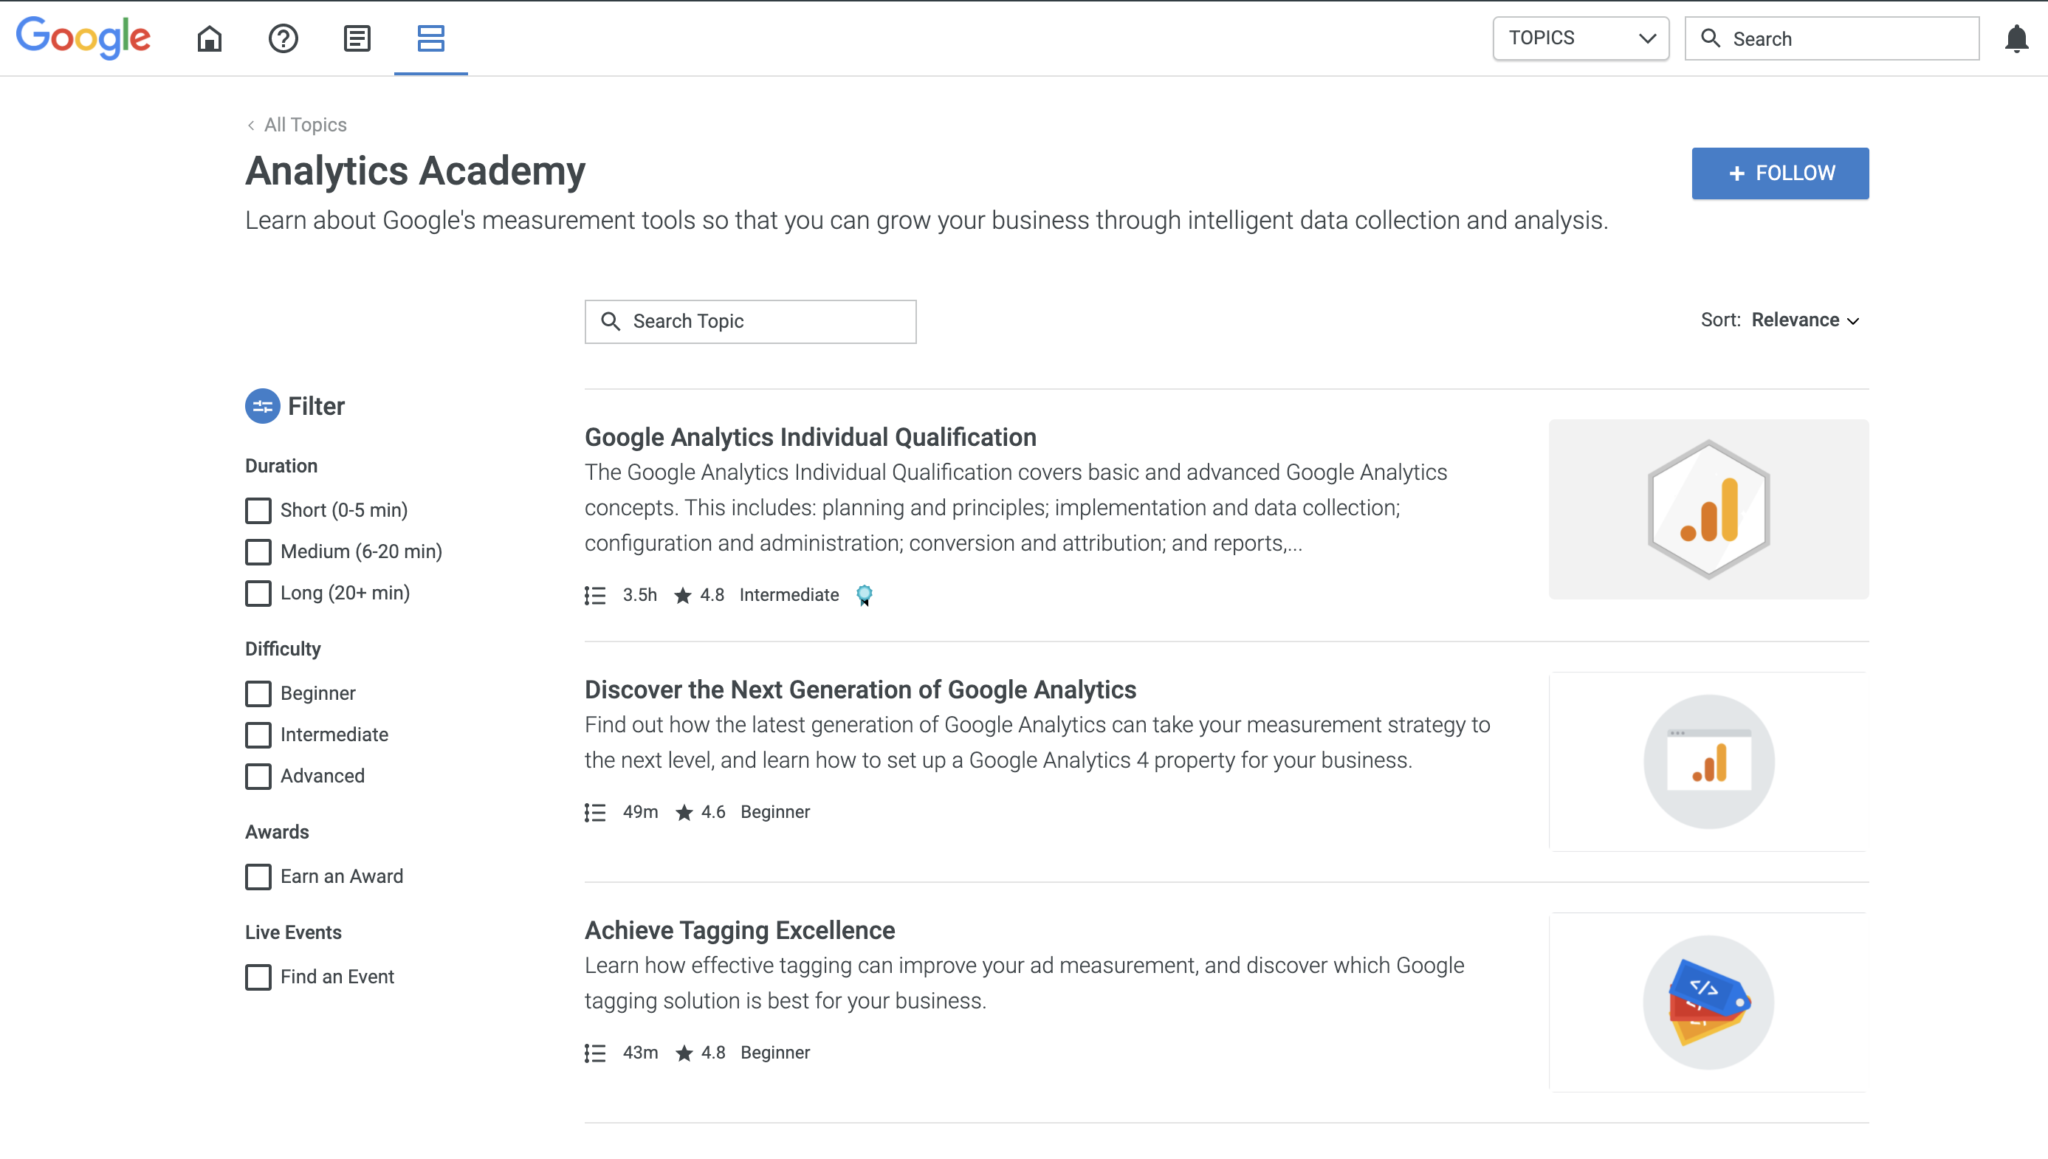 Google
TOPICS
Search
All Topics
Analytics Academy
+ FOLLOW
Learn about Google's measurement tools so that you can grow your business through intelligent data collection and analysis.
Search Topic
Sort: Relevance
Filter
Duration
Short (0-5 min)
Medium (6-20 min)
Long (20+ min)
Difficulty
Beginner
Intermediate
Advanced
Awards
Earn an Award
Live Events
Find an Event
Google Analytics Individual Qualification
The Google Analytics Individual Qualification covers basic and advanced Google Analytics
concepts. This includes: planning and principles; implementation and data collection;
configuration and administration; conversion and attribution; and reports,...
3.5h ★ 4.8 Intermediate
Discover the Next Generation of Google Analytics
Find out how the latest generation of Google Analytics can take your measurement strategy to
the next level, and learn how to set up a Google Analytics 4 property for your business.
49m ★ 4.6 Beginner
Achieve Tagging Excellence
Learn how effective tagging can improve your ad measurement, and discover which Google
tagging solution is best for your business.
43m ★ 4.8 Beginner